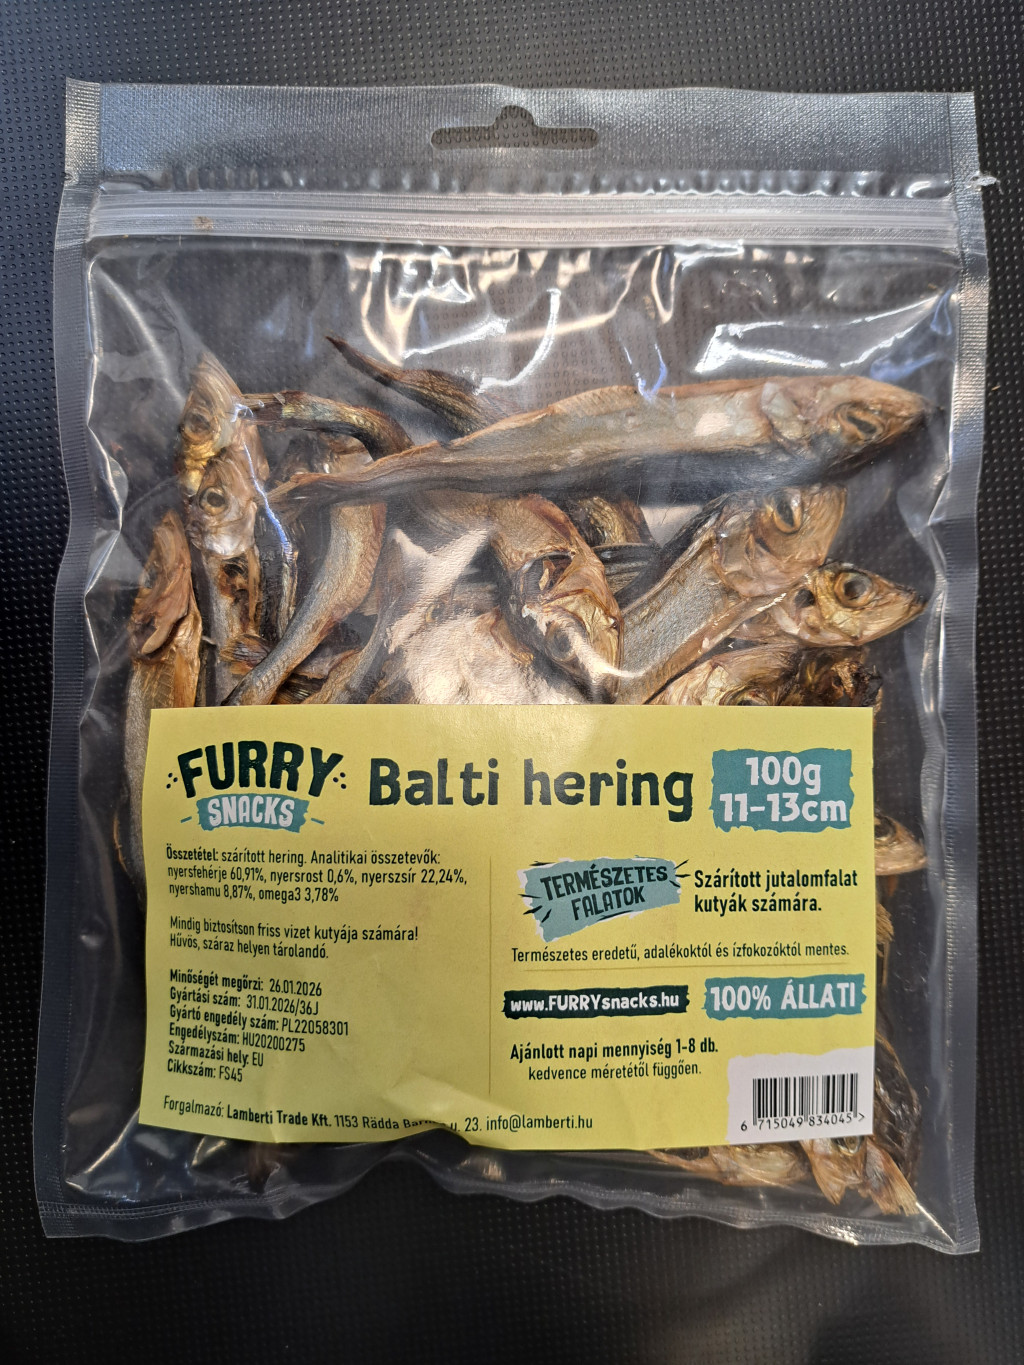 FURRY
SNACKS
Balti hering
100g
11-13cm
Összetétel: szárított hering. Analitikai összetevők:
nyersfehérje 60,91%, nyersrost 0,6%, nyerszsír 22,24%,
nyershamu 8,87%, omega3 3,78%
Mindig biztosítson friss vizet kutyája számára!
Hűvös, száraz helyen tárolandó.
Minőségét megőrzi: 26.01.2026
Gyártási szám: 31.01.2026/36J
Gyártó engedély szám: PL22058301
Engedélyszám: HU20200275
Származási hely: EU
Cikkszám: FS45
Forgalmazó: Lamberti Trade Kft. 1153 Rädda u. 23. info@lamberti.hu
TERMÉSZETES
FALATOK
Szárított jutalomfalat
kutyák számára.
Természetes eredetű, adalékoktól és ízfokozóktól mentes.
www.FURRYsnacks.hu
100% ÁLLATI
Ajánlott napi mennyiség 1-8 db.
kedvence méretétől függően.
6 715049 834045 >